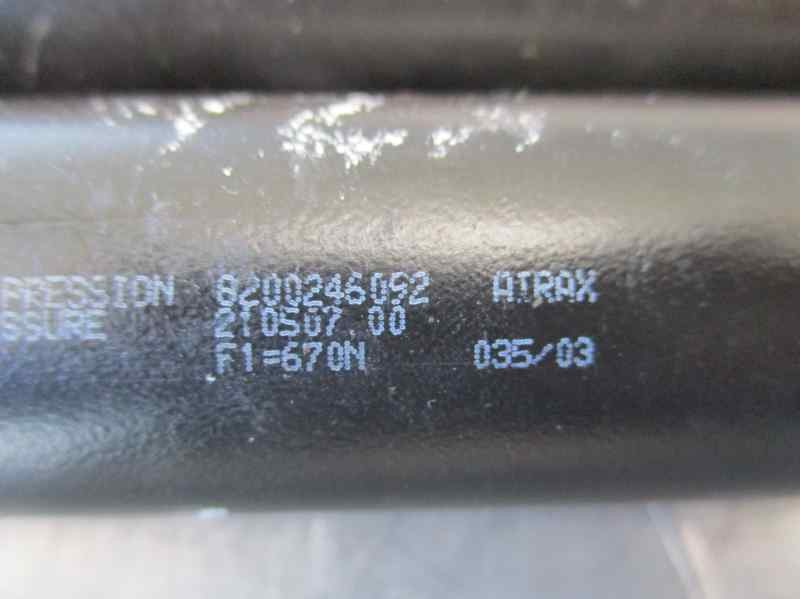 PRESSION 8200246092 ATRAX
SSURE 210507.00
F1=670N 035/03